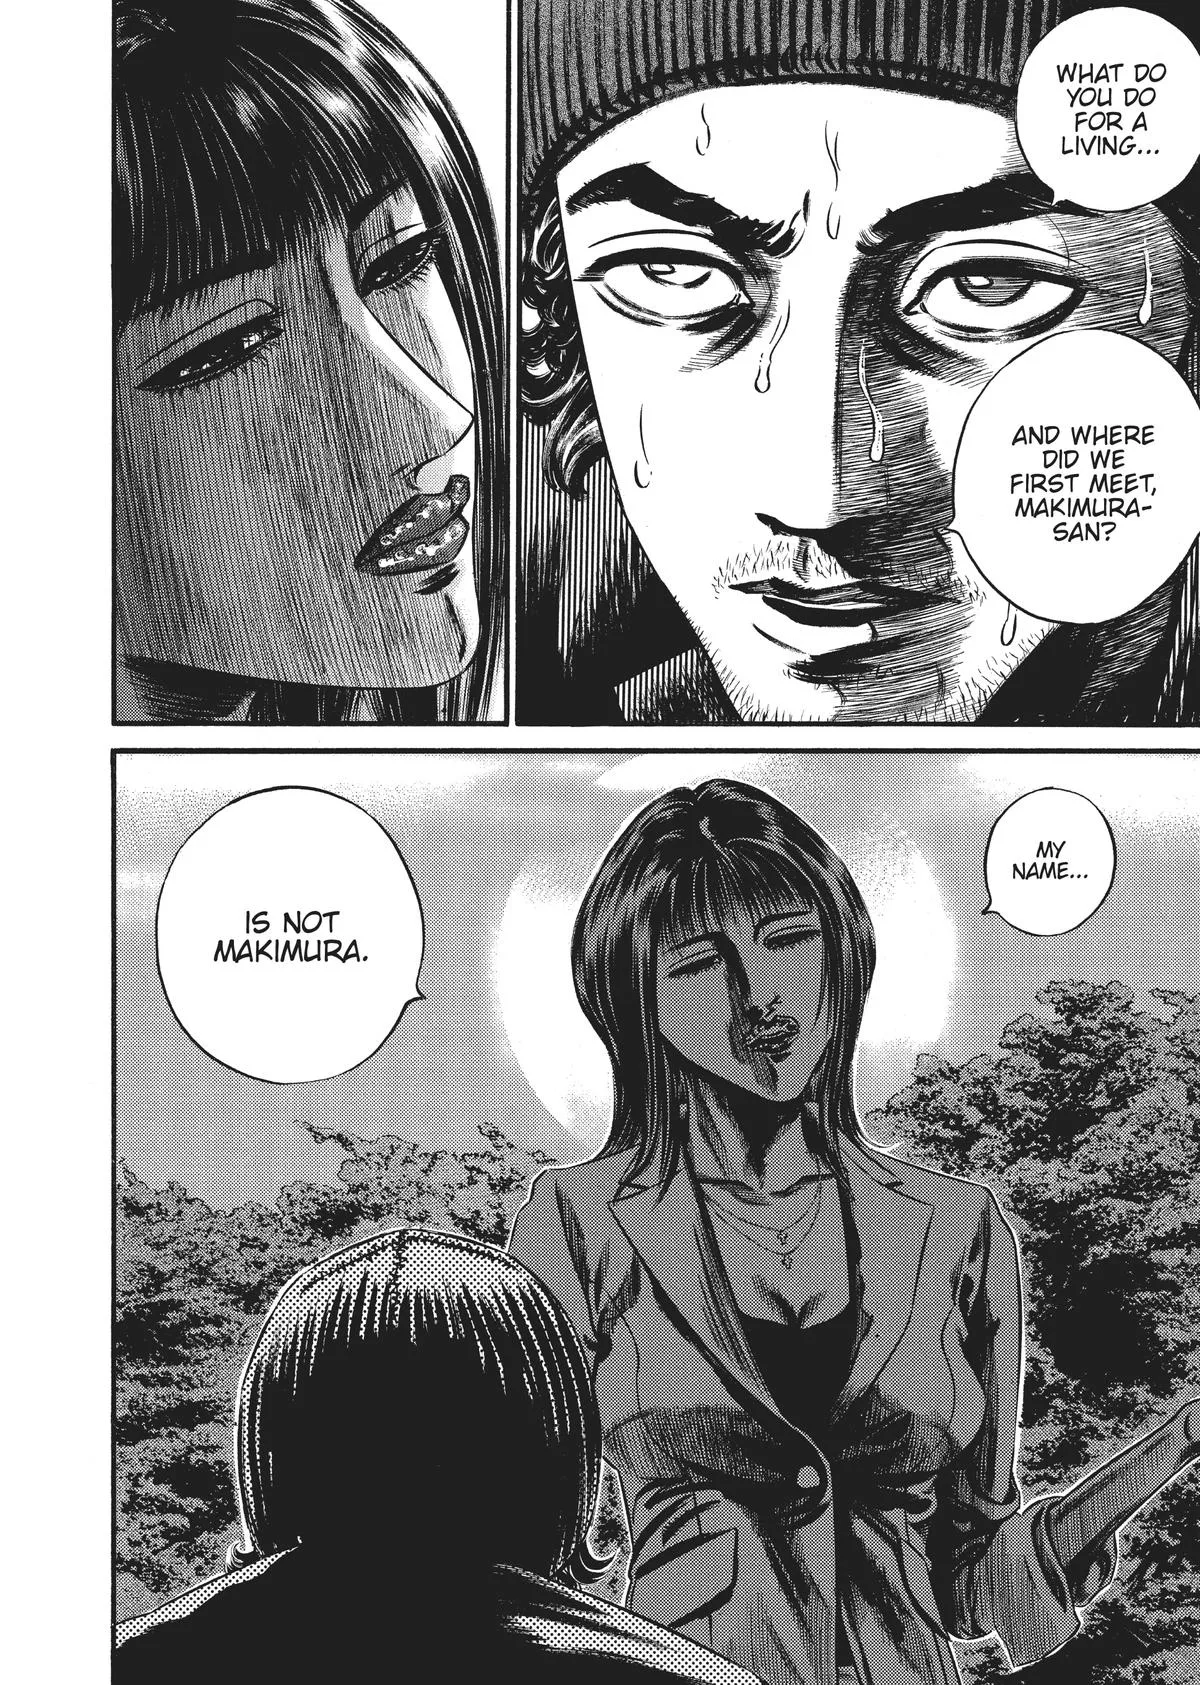 WHAT DO
YOU DO
FOR A
LIVING...
AND WHERE
DID WE
FIRST MEET,
MAKIMURA-
SAN?
MY
NAME...
IS NOT
MAKIMURA.